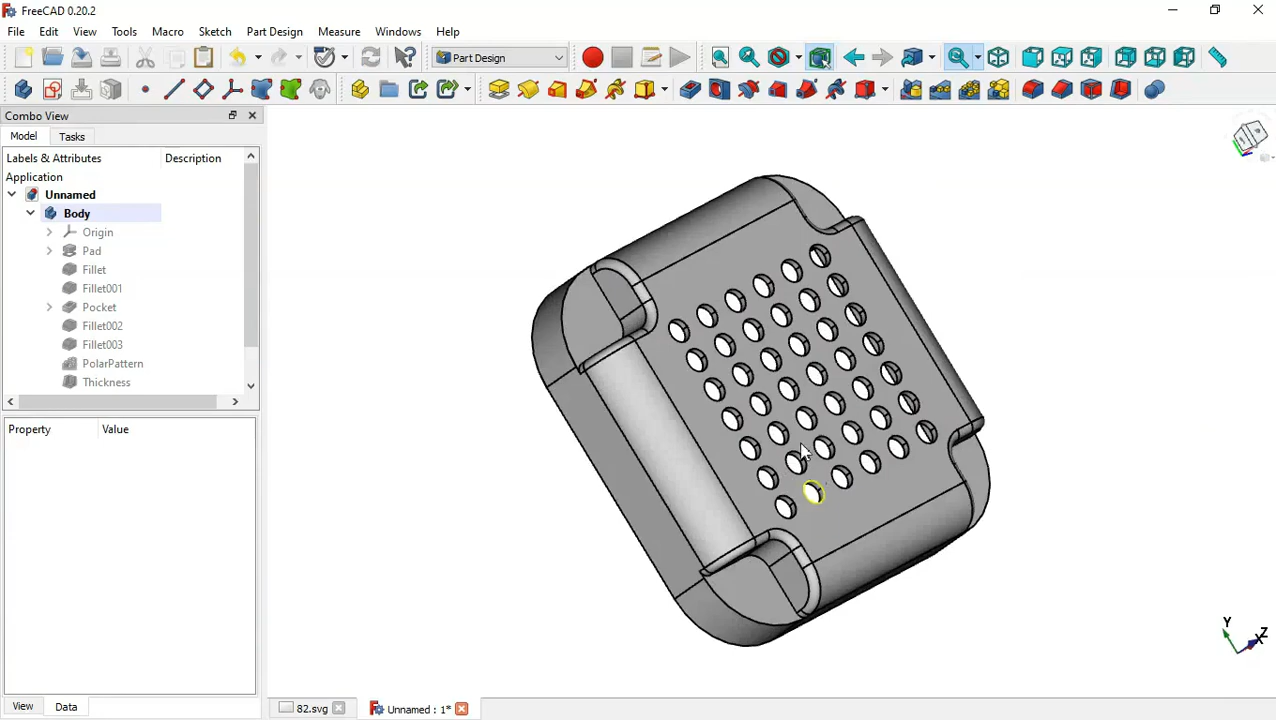 FreeCAD 0.20.2
File Edit View Tools Macro Sketch Part Design Measure Windows Help
Part Design
Combo View
Model Tasks
Labels & Attributes Description
Application
Unnamed
Body
Origin
Pad
Fillet
Fillet001
Pocket
Fillet002
Fillet003
PolarPattern
Thickness
Property Value
Y
Z
X
View Data
82.svg Unnamed : 1*